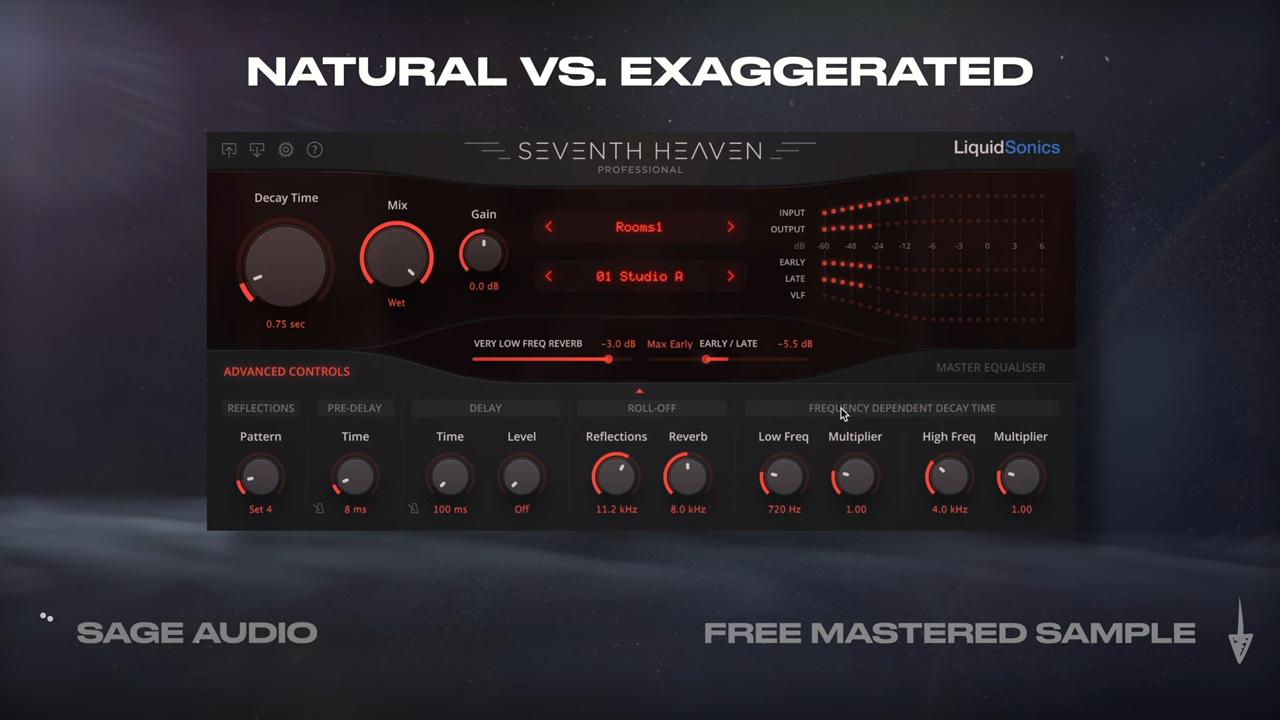 NATURAL VS. EXAGGERATED
SEVENTH HEAVEN
PROFESSIONAL
LiquidSonics
Decay Time
Mix
Gain
Rooms1
01 Studio A
0.75 sec
Wet
0.0 dB
INPUT
OUTPUT
dB -60 -48 -24 -12 -6 -3 0 3 6
EARLY
LATE
VLF
VERY LOW FREQ REVERB -3.0 dB Max Early EARLY / LATE -5.5 dB
ADVANCED CONTROLS
MASTER EQUALISER
REFLECTIONS PRE-DELAY DELAY ROLL-OFF FREQUENCY DEPENDENT DECAY TIME
Pattern Time Time Level Reflections Reverb Low Freq Multiplier High Freq Multiplier
Set 4 8 ms 100 ms Off 11.2 kHz 8.0 kHz 720 Hz 1.00 4.0 kHz 1.00
SAGE AUDIO
FREE MASTERED SAMPLE